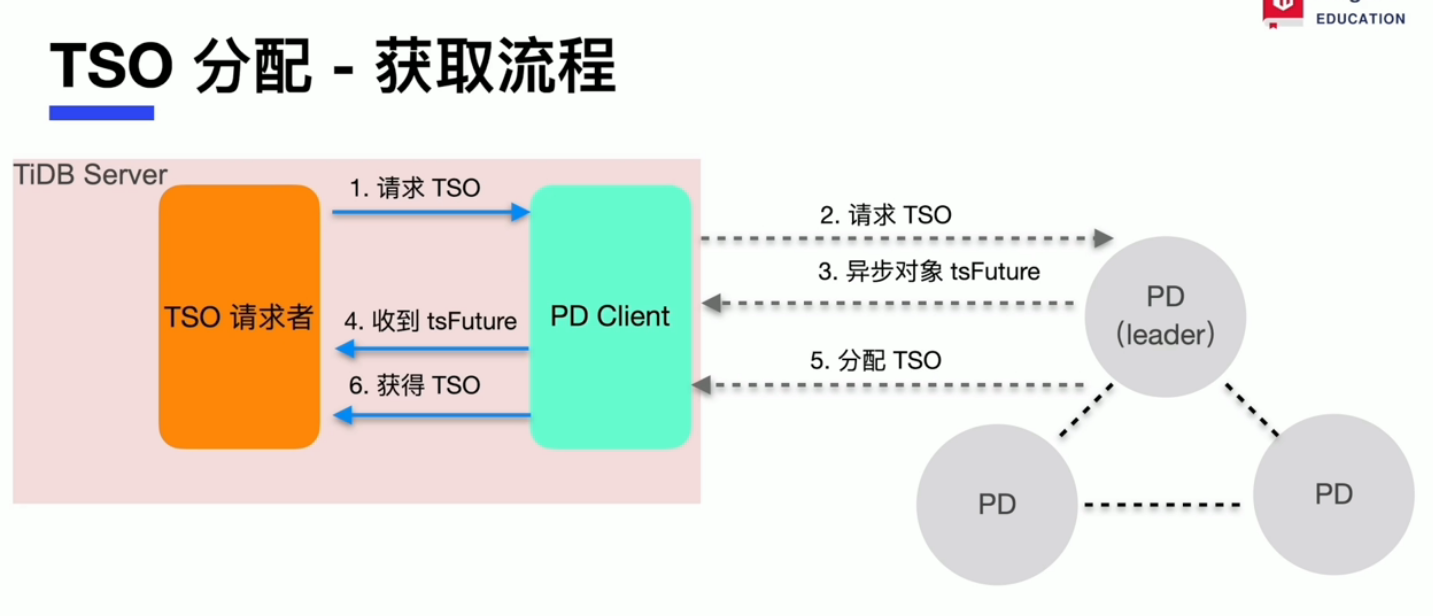 EDUCATION
TSO 分配 - 获取流程
TiDB Server
1. 请求 TSO
2. 请求 TSO
3. 异步对象 tsFuture
TSO 请求者
4. 收到 tsFuture
PD Client
PD
(leader)
5. 分配 TSO
6. 获得 TSO
PD
PD